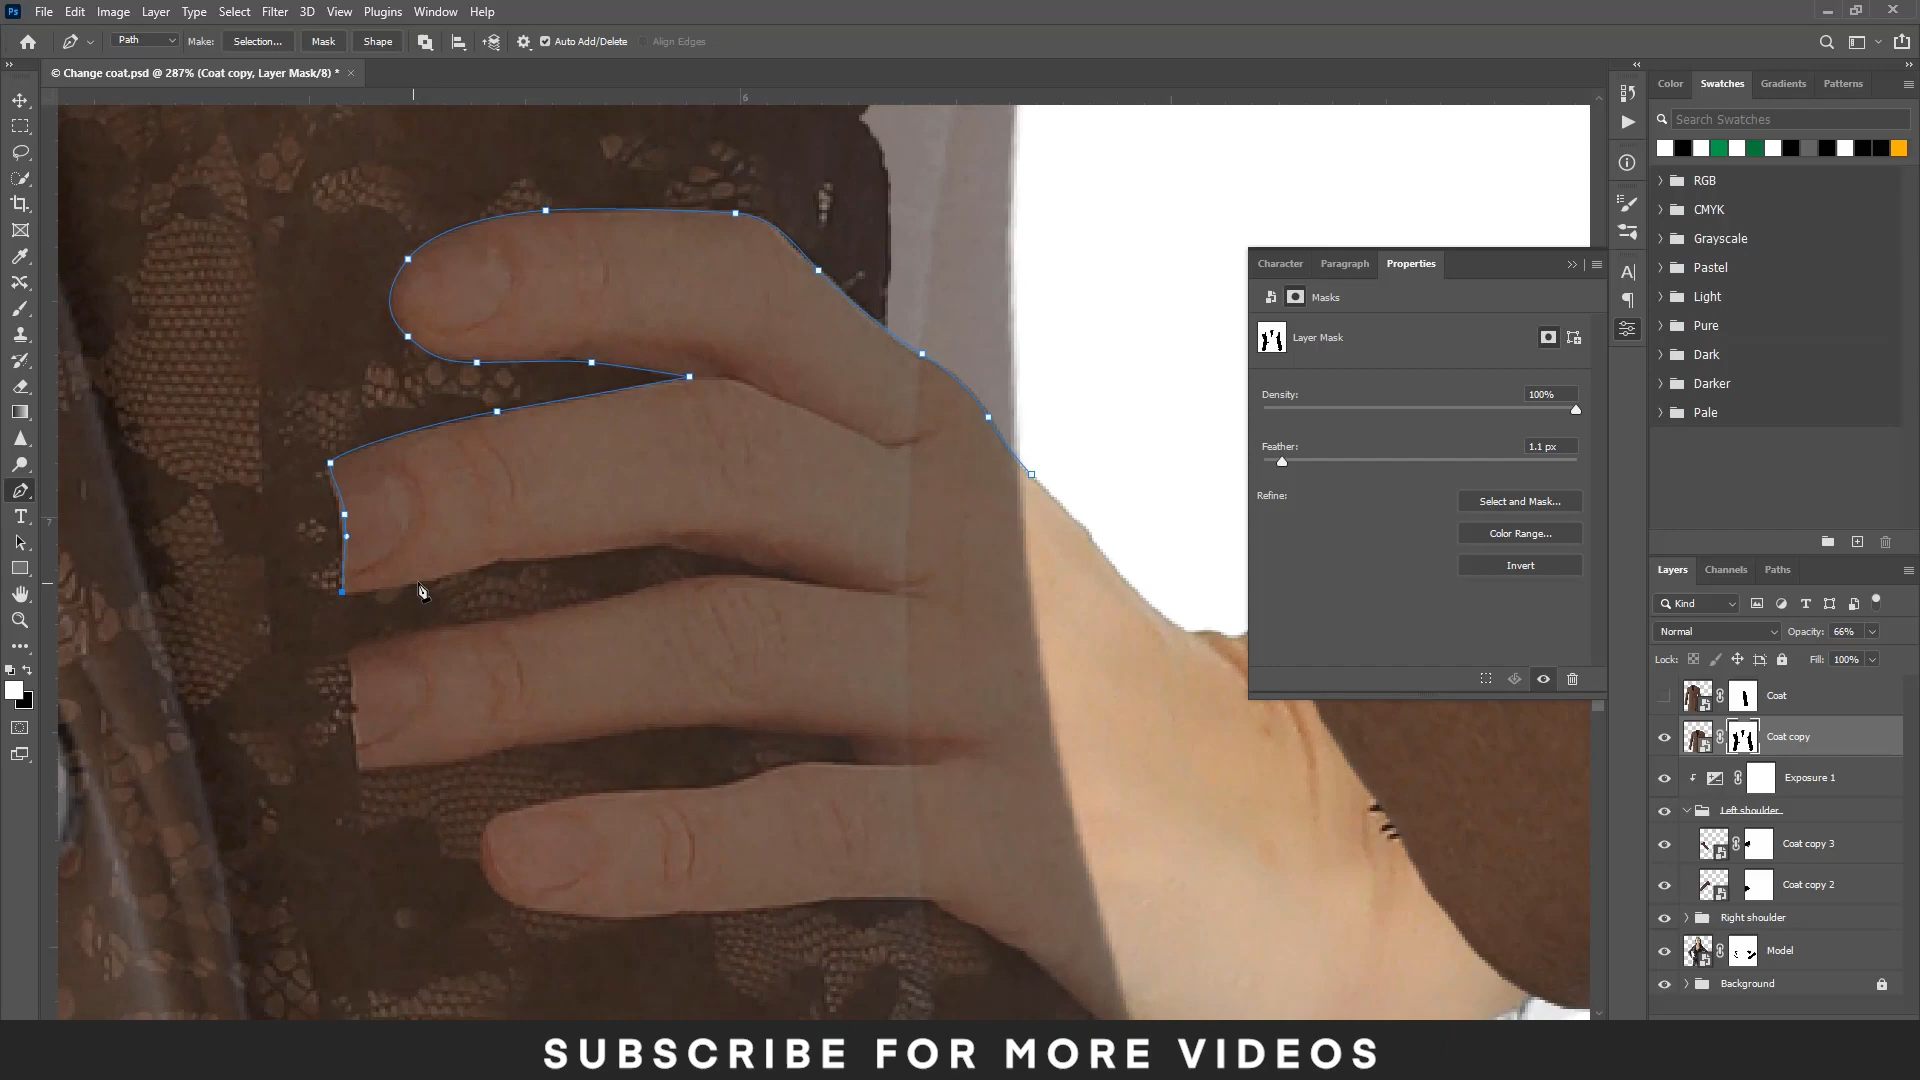 Ps File Edit Image Layer Type Select Filter 3D View Plugins Window Help
Path Make: Selection... Mask Shape Auto Add/Delete Align Edges
© Change coat.psd @ 287% (Coat copy, Layer Mask/8) * ×
Color Swatches Gradients Patterns
Search Swatches
RGB
CMYK
Grayscale
Pastel
Light
Pure
Dark
Darker
Pale
6
7
Character Paragraph Properties
Masks
Layer Mask
Density: 100%
Feather: 1.1 px
Refine: Select and Mask...
Color Range...
Invert
Layers Channels Paths
Kind
Normal Opacity: 66%
Lock: Fill: 100%
Coat
Coat copy
Exposure 1
Left shoulder
Coat copy 3
Coat copy 2
Right shoulder
Model
Background
SUBSCRIBE FOR MORE VIDEOS